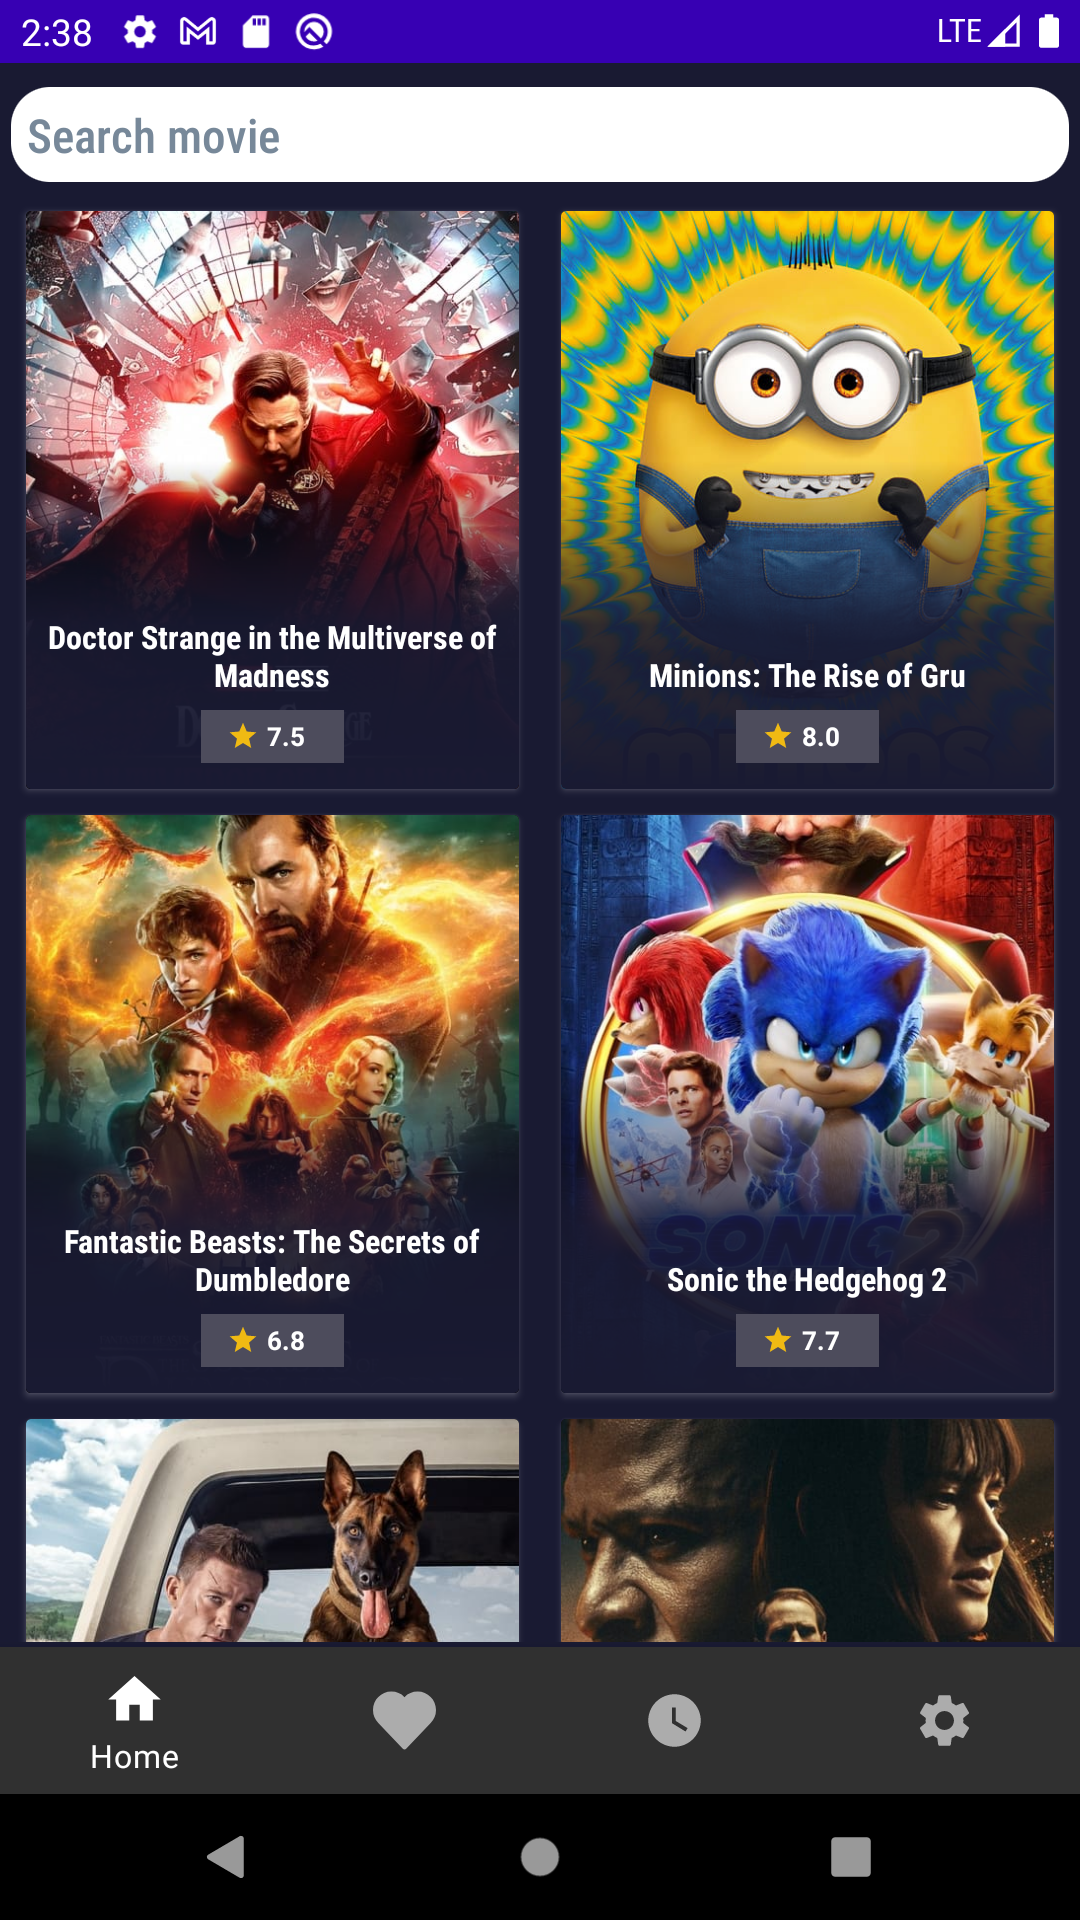 2:38
LTE
Search movie
Doctor Strange in the Multiverse of
Madness
7.5
Minions: The Rise of Gru
8.0
Fantastic Beasts: The Secrets of
Dumbledore
6.8
SONIC 2
Sonic the Hedgehog 2
7.7
Home